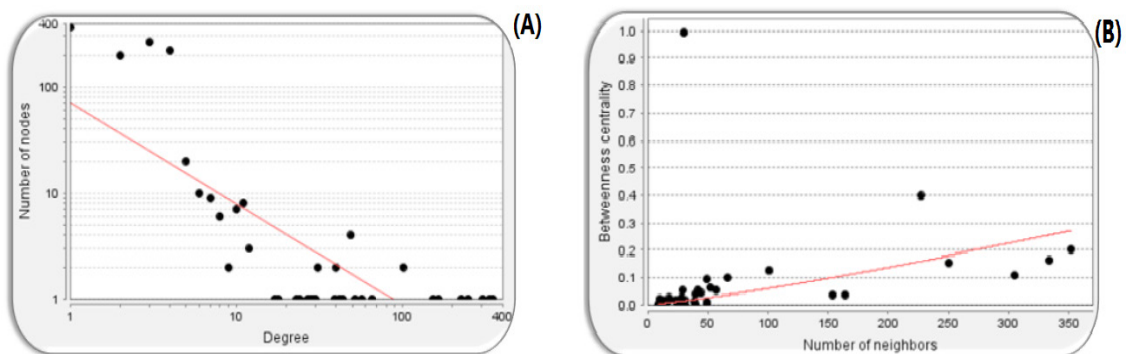 (A)
Number of nodes
400
100
10
1
1 10 100 400
Degree
(B)
Betweenness centrality
1.0
0.9
0.8
0.7
0.6
0.5
0.4
0.3
0.2
0.1
0.0
0 50 100 150 200 250 300 350
Number of neighbors